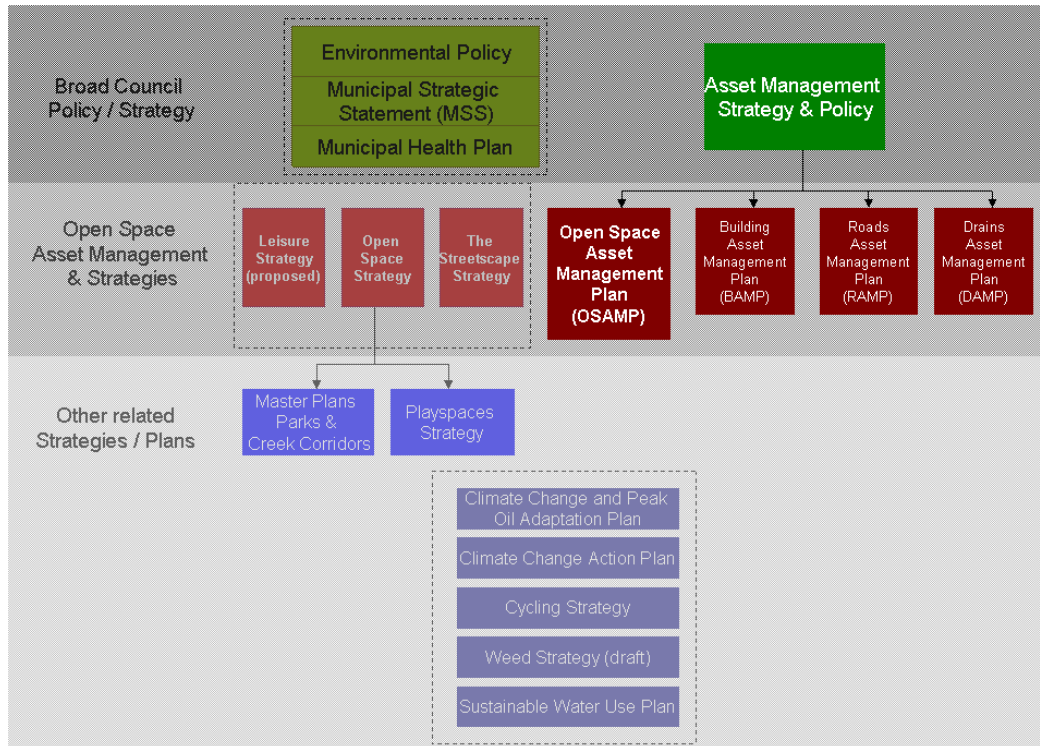 Broad Council
Policy / Strategy
Environmental Policy
Municipal Strategic
Statement (MSS)
Municipal Health Plan
Asset Management
Strategy & Policy
Open Space
Asset Management
& Strategies
Leisure
Strategy
(proposed)
Open
Space
Strategy
The
Streetscape
Strategy
Open Space
Asset
Management
Plan
(OSAMP)
Building
Asset
Management
Plan
(BAMP)
Roads
Asset
Management
Plan
(RAMP)
Drains
Asset
Management
Plan
(DAMP)
Other related
Strategies / Plans
Master Plans
Parks &
Creek Corridors
Playspaces
Strategy
Climate Change and Peak
Oil Adaptation Plan
Climate Change Action Plan
Cycling Strategy
Weed Strategy (draft)
Sustainable Water Use Plan